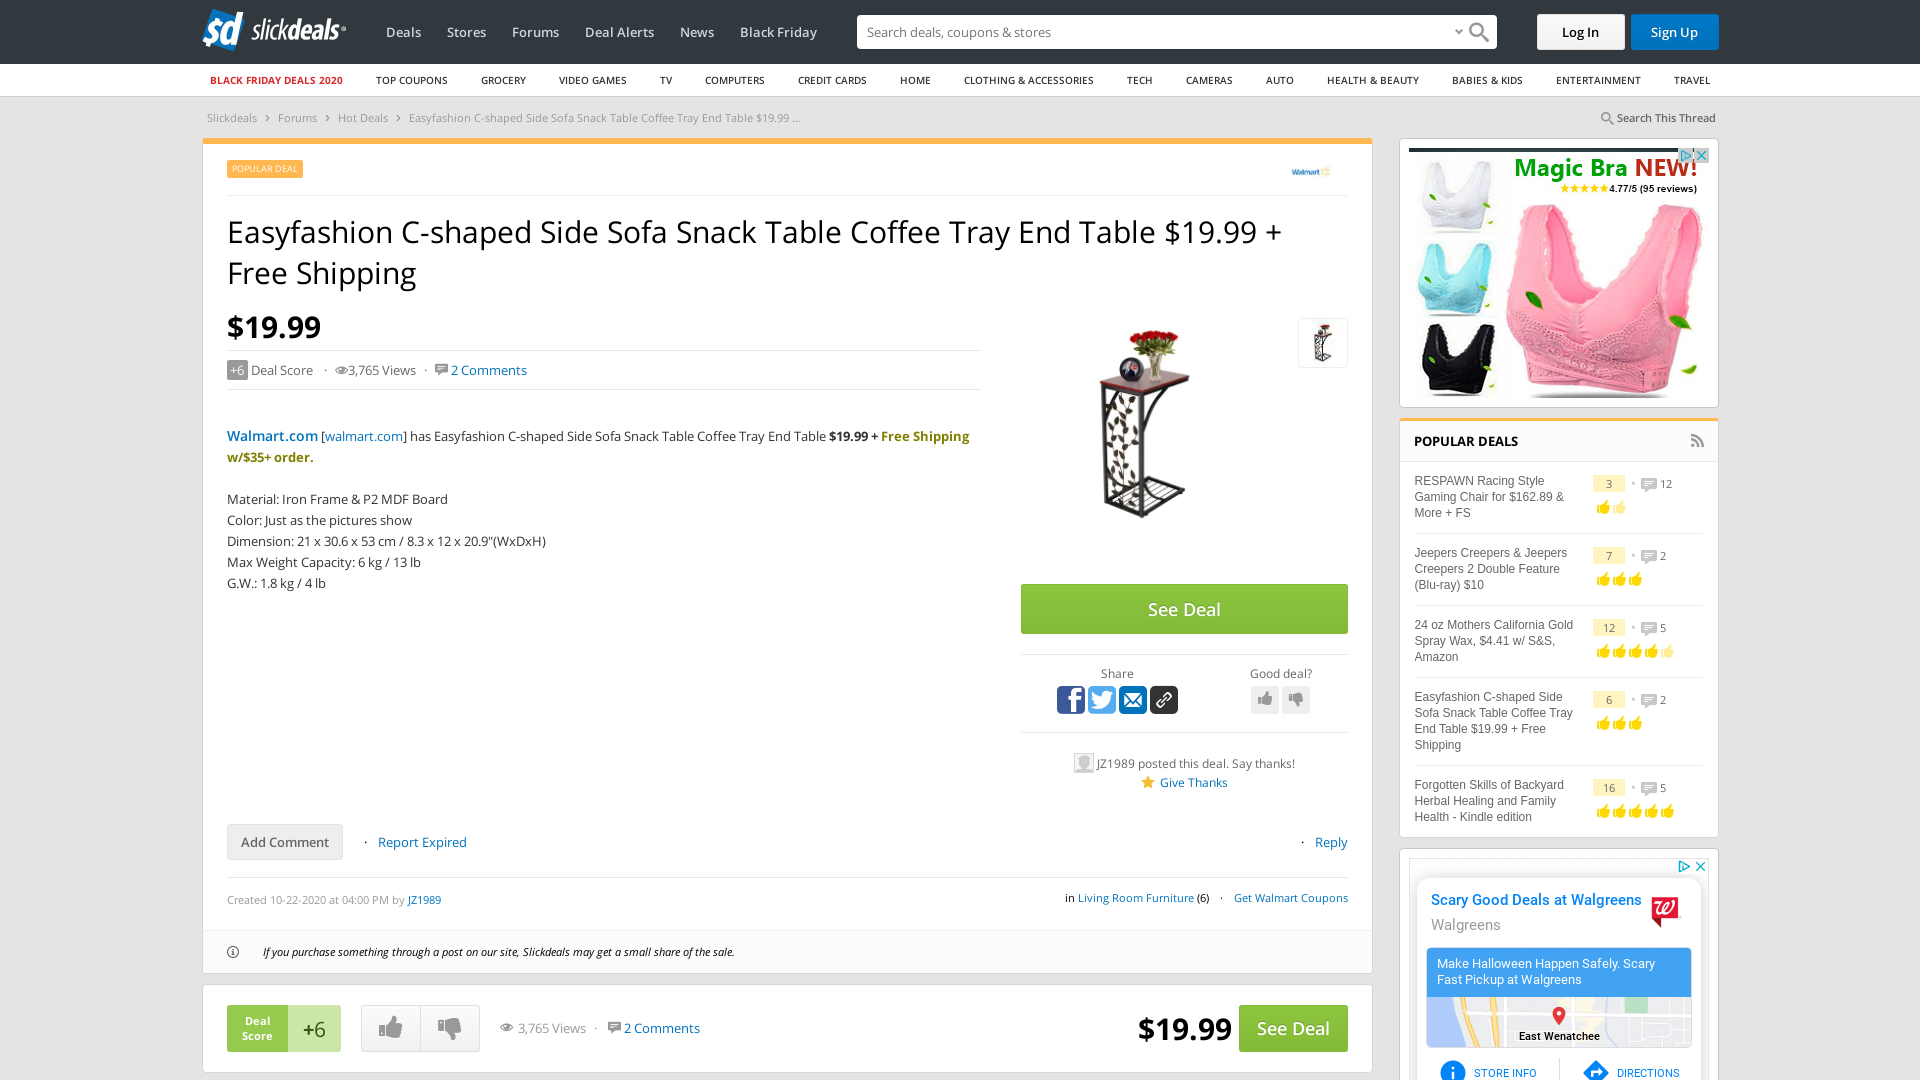 slickdeals
Deals
Stores
Forums
Deal Alerts
News
Black Friday
Search deals, coupons & stores
Log In
Sign Up
BLACK FRIDAY DEALS 2020
TOP COUPONS
GROCERY
VIDEO GAMES
TV
COMPUTERS
CREDIT CARDS
HOME
CLOTHING & ACCESSORIES
TECH
CAMERAS
AUTO
HEALTH & BEAUTY
BABIES & KIDS
ENTERTAINMENT
TRAVEL
Slickdeals › Forums › Hot Deals › Easyfashion C-shaped Side Sofa Snack Table Coffee Tray End Table $19.99 ...
Search This Thread
POPULAR DEAL
Walmart
Easyfashion C-shaped Side Sofa Snack Table Coffee Tray End Table $19.99 +
Free Shipping
$19.99
+6 Deal Score · 3,765 Views · 2 Comments
Walmart.com [walmart.com] has Easyfashion C-shaped Side Sofa Snack Table Coffee Tray End Table $19.99 + Free Shipping
w/$35+ order.
Material: Iron Frame & P2 MDF Board
Color: Just as the pictures show
Dimension: 21 x 30.6 x 53 cm / 8.3 x 12 x 20.9"(WxDxH)
Max Weight Capacity: 6 kg / 13 lb
G.W.: 1.8 kg / 4 lb
See Deal
Share
Good deal?
JZ1989 posted this deal. Say thanks!
Give Thanks
Add Comment
· Report Expired
· Reply
Created 10-22-2020 at 04:00 PM by JZ1989
in Living Room Furniture (6) · Get Walmart Coupons
If you purchase something through a post on our site, Slickdeals may get a small share of the sale.
Deal
Score
+6
3,765 Views · 2 Comments
$19.99
See Deal
Magic Bra NEW!
4.77/5 (95 reviews)
POPULAR DEALS
RESPAWN Racing Style
Gaming Chair for $162.89 &
More + FS
3 • 12
Jeepers Creepers & Jeepers
Creepers 2 Double Feature
(Blu-ray) $10
7 • 2
24 oz Mothers California Gold
Spray Wax, $4.41 w/ S&S,
Amazon
12 • 5
Easyfashion C-shaped Side
Sofa Snack Table Coffee Tray
End Table $19.99 + Free
Shipping
6 • 2
Forgotten Skills of Backyard
Herbal Healing and Family
Health - Kindle edition
16 • 5
Scary Good Deals at Walgreens
Walgreens
Make Halloween Happen Safely. Scary
Fast Pickup at Walgreens
East Wenatchee
STORE INFO
DIRECTIONS